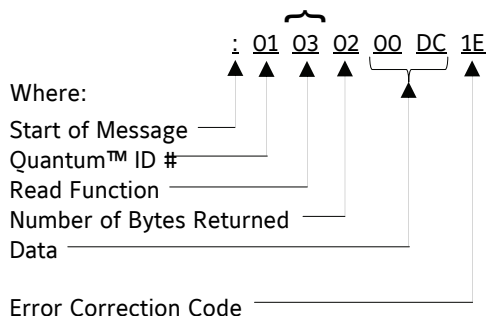 : 01 03 02 00 DC 1E
Where:
Start of Message
Quantum™ ID #
Read Function
Number of Bytes Returned
Data
Error Correction Code